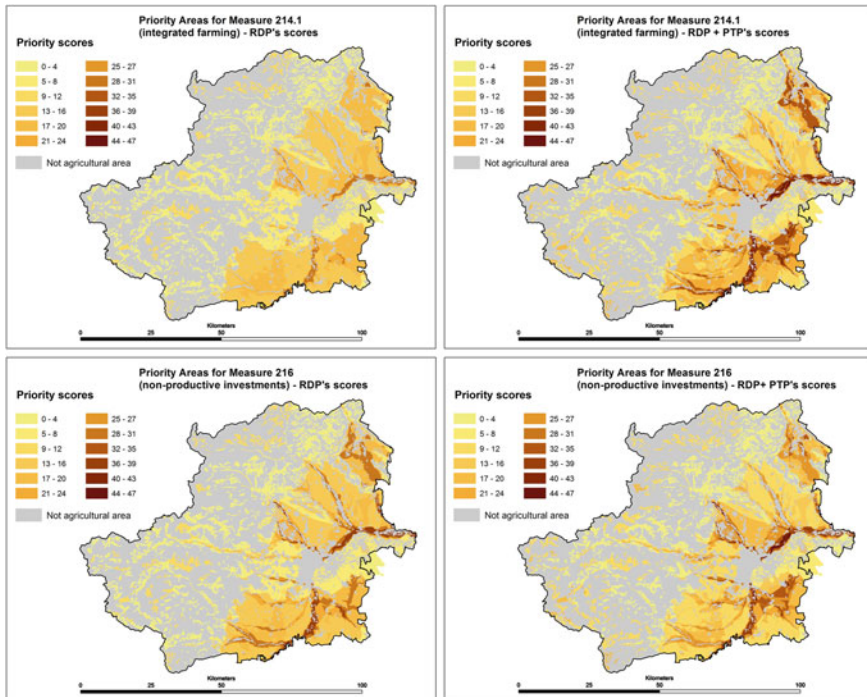 Priority Areas for Measure 214.1
(integrated farming) - RDP's scores
Priority scores
0 - 4
5 - 8
9 - 12
13 - 16
17 - 20
21 - 24
25 - 27
28 - 31
32 - 35
36 - 39
40 - 43
44 - 47
Not agricultural area
Kilometers
0 25 50 100
Priority Areas for Measure 214.1
(integrated farming) - RDP + PTP's scores
Priority scores
0 - 4
5 - 8
9 - 12
13 - 16
17 - 20
21 - 24
25 - 27
28 - 31
32 - 35
36 - 39
40 - 43
44 - 47
Not agricultural area
Kilometers
0 25 50 100
Priority Areas for Measure 216
(non-productive investments) - RDP's scores
Priority scores
0 - 4
5 - 8
9 - 12
13 - 16
17 - 20
21 - 24
25 - 27
28 - 31
32 - 35
36 - 39
40 - 43
44 - 47
Not agricultural area
Kilometers
0 25 50 100
Priority Areas for Measure 216
(non-productive investments) - RDP+ PTP's scores
Priority scores
0 - 4
5 - 8
9 - 12
13 - 16
17 - 20
21 - 24
25 - 27
28 - 31
32 - 35
36 - 39
40 - 43
44 - 47
Not agricultural area
Kilometers
0 25 50 100